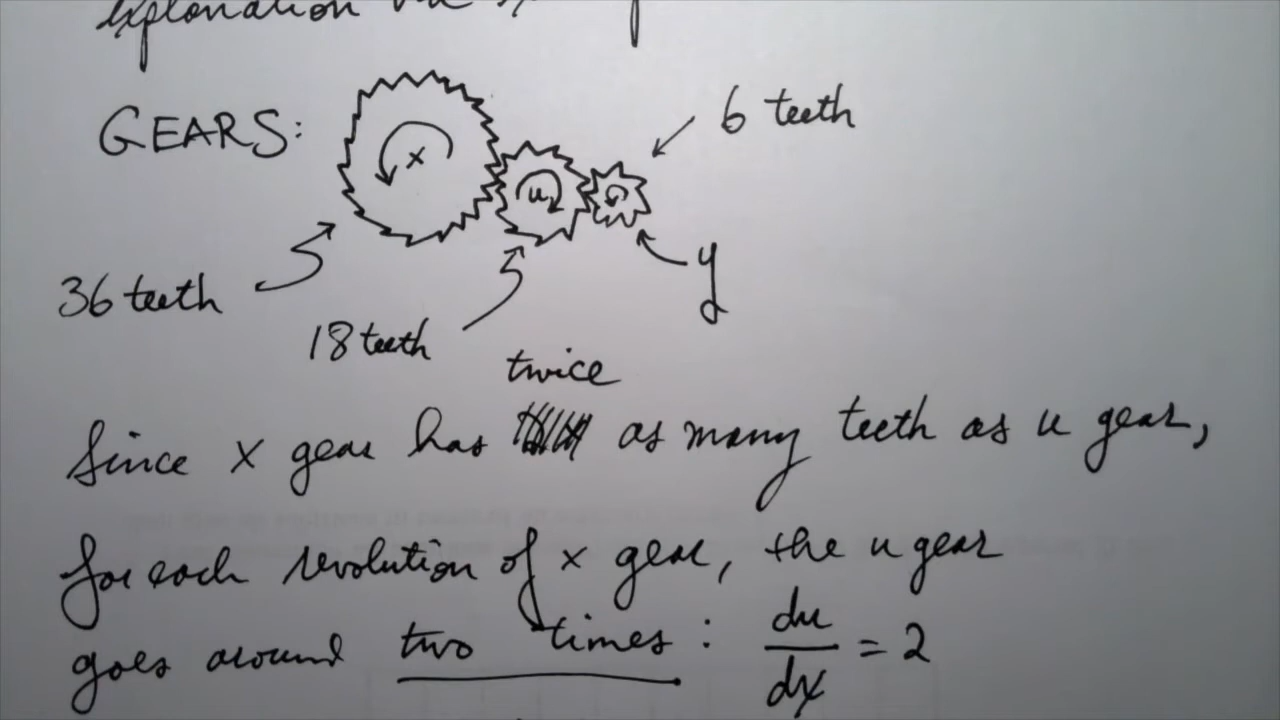 explanation
GEARS:
x
u
6 teeth
y
36 teeth
18 teeth
twice
Since x gear has as many teeth as u gear,
for each revolution of x gear, the u gear
goes around two times: du/dx = 2